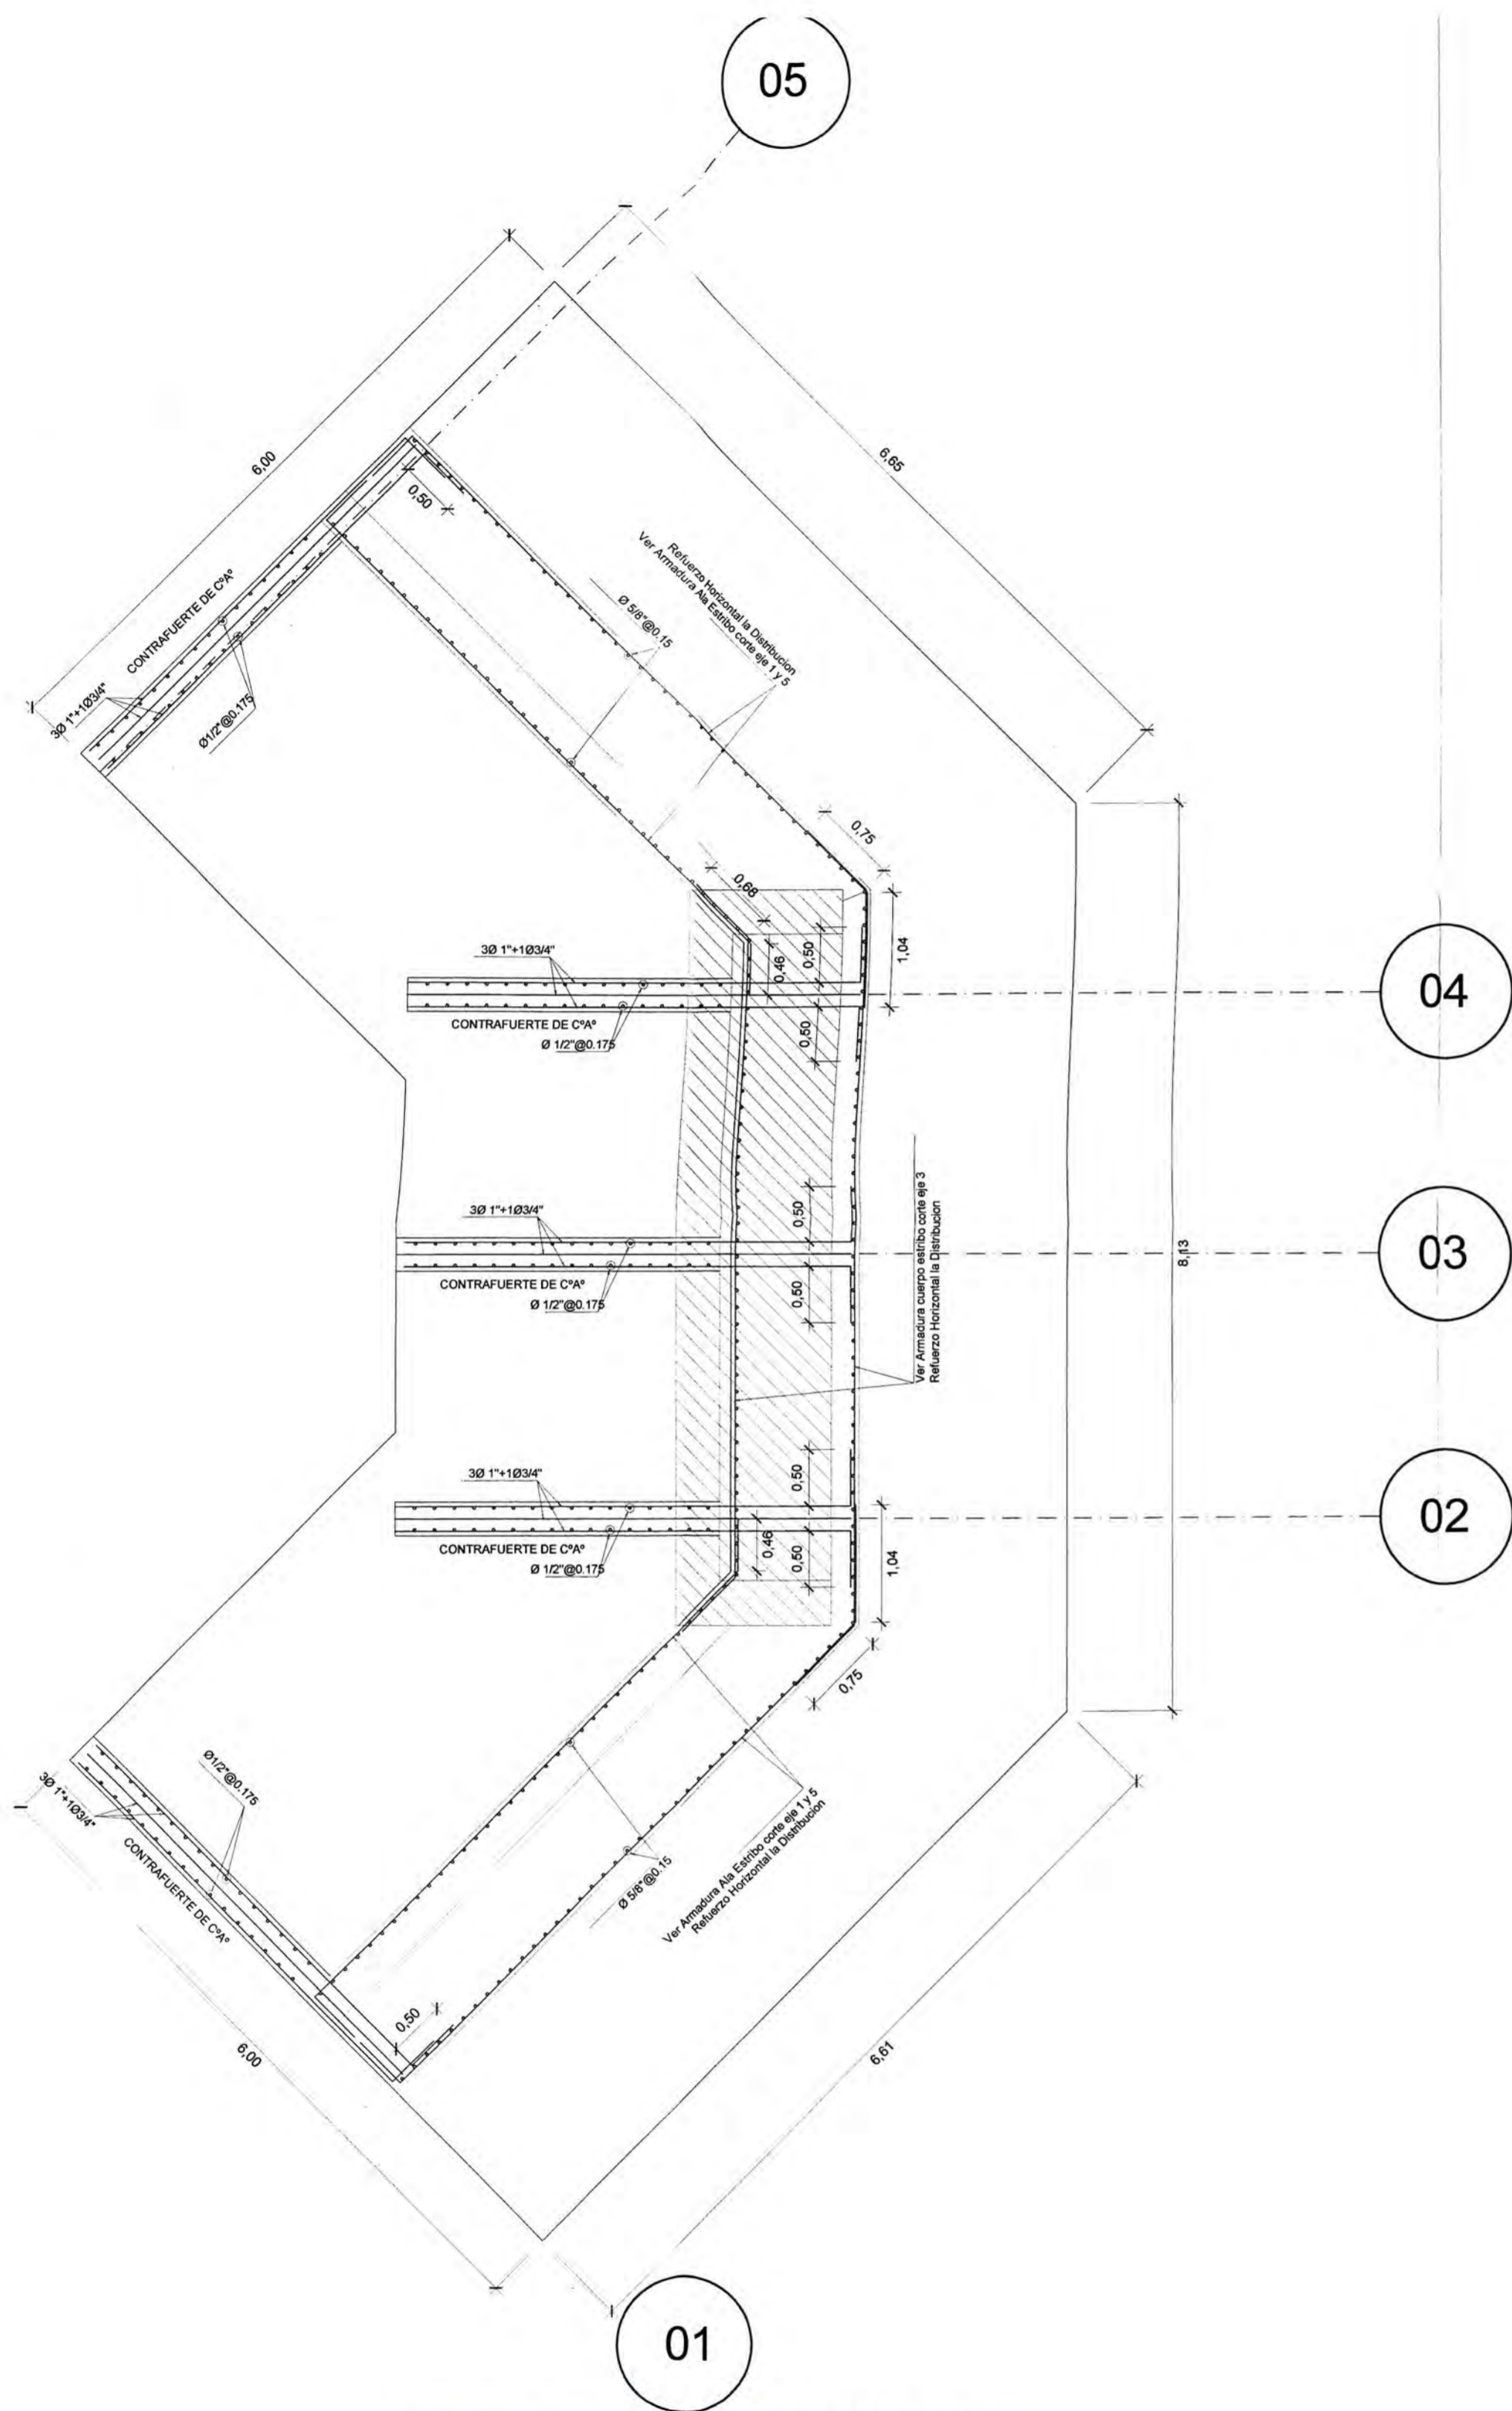 05
6,00
6,65
0,50
CONTRAFUERTE DE CºAº
3Ø 1"+1Ø3/4"
Ø1/2"@0.175
Ø 5/8"@0.15
Refuerzo Horizontal la Distribucion
Ver Armadura Ala Estribo corte eje 1 y 5
0,75
0,68
3Ø 1"+1Ø3/4"
0,46
0,50
1,04
04
CONTRAFUERTE DE CºAº
Ø 1/2"@0.175
0,50
3Ø 1"+1Ø3/4"
0,50
03
8,13
CONTRAFUERTE DE CºAº
Ø 1/2"@0.175
0,50
Ver Armadura cuerpo estribo corte eje 3
Refuerzo Horizontal la Distribucion
3Ø 1"+1Ø3/4"
0,50
02
CONTRAFUERTE DE CºAº
Ø 1/2"@0.175
0,46
0,50
1,04
0,75
Ø1/2"@0.175
3Ø 1"+1Ø3/4"
CONTRAFUERTE DE CºAº
Ø 5/8"@0.15
Ver Armadura Ala Estribo corte eje 1 y 5
Refuerzo Horizontal la Distribucion
0,50
6,00
6,61
01